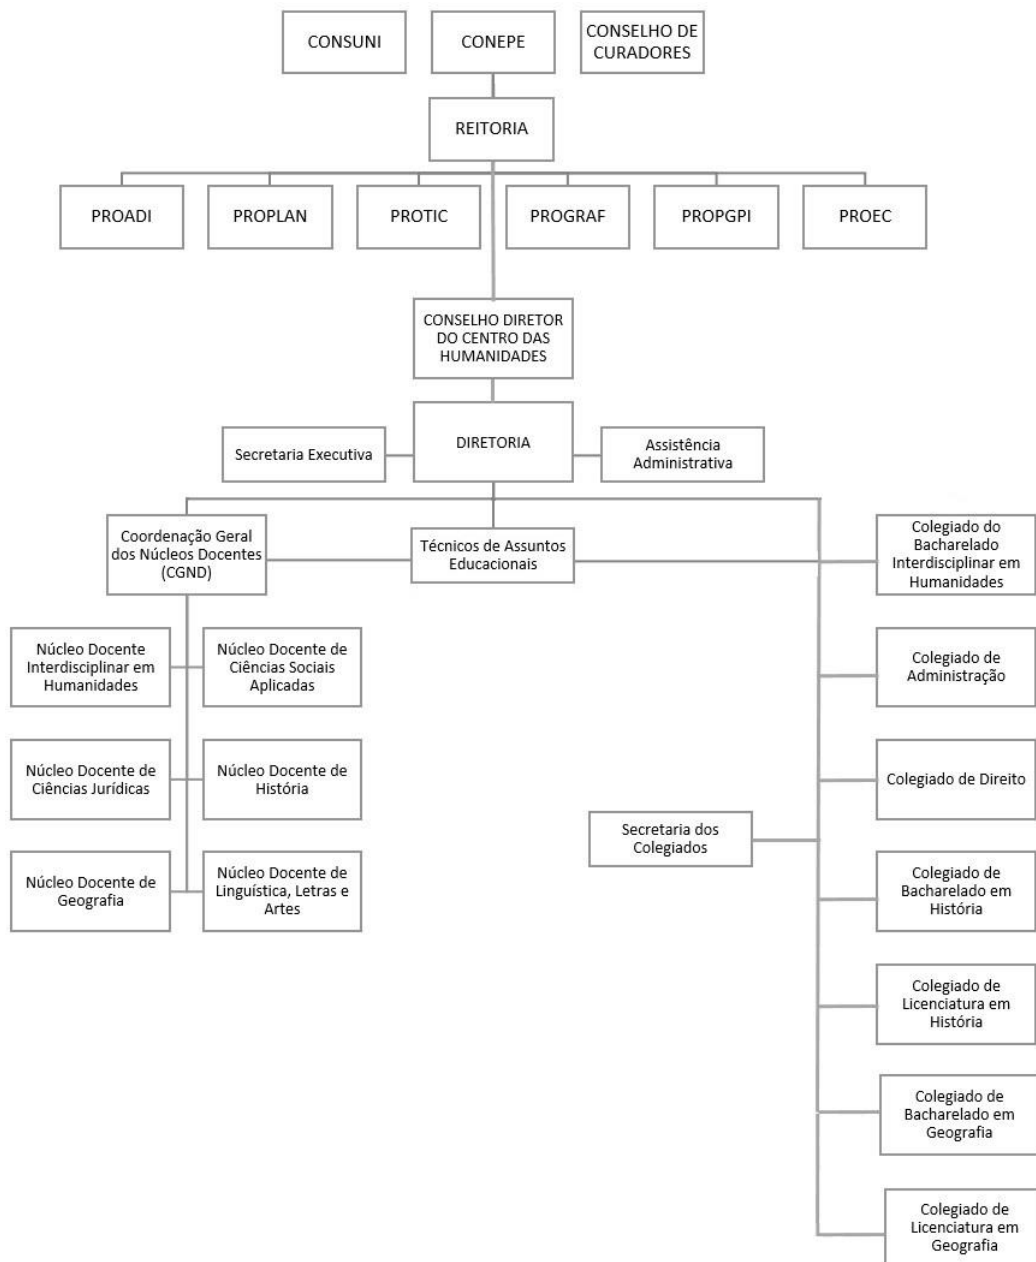 CONSUNI
CONEPE
CONSELHO DE
CURADORES
REITORIA
PROADI
PROPLAN
PROTIC
PROGRAF
PROPGPI
PROEC
CONSELHO DIRETOR
DO CENTRO DAS
HUMANIDADES
DIRETORIA
Secretaria Executiva
Assistência
Administrativa
Coordenação Geral
dos Núcleos Docentes
(CGND)
Técnicos de Assuntos
Educacionais
Colegiado do
Bacharelado
Interdisciplinar em
Humanidades
Núcleo Docente
Interdisciplinar em
Humanidades
Núcleo Docente de
Ciências Sociais
Aplicadas
Colegiado de
Administração
Núcleo Docente de
Ciências Jurídicas
Núcleo Docente de
História
Colegiado de Direito
Secretaria dos
Colegiados
Núcleo Docente de
Geografia
Núcleo Docente de
Linguística, Letras e
Artes
Colegiado de
Bacharelado em
História
Colegiado de
Licenciatura em
História
Colegiado de
Bacharelado em
Geografia
Colegiado de
Licenciatura em
Geografia